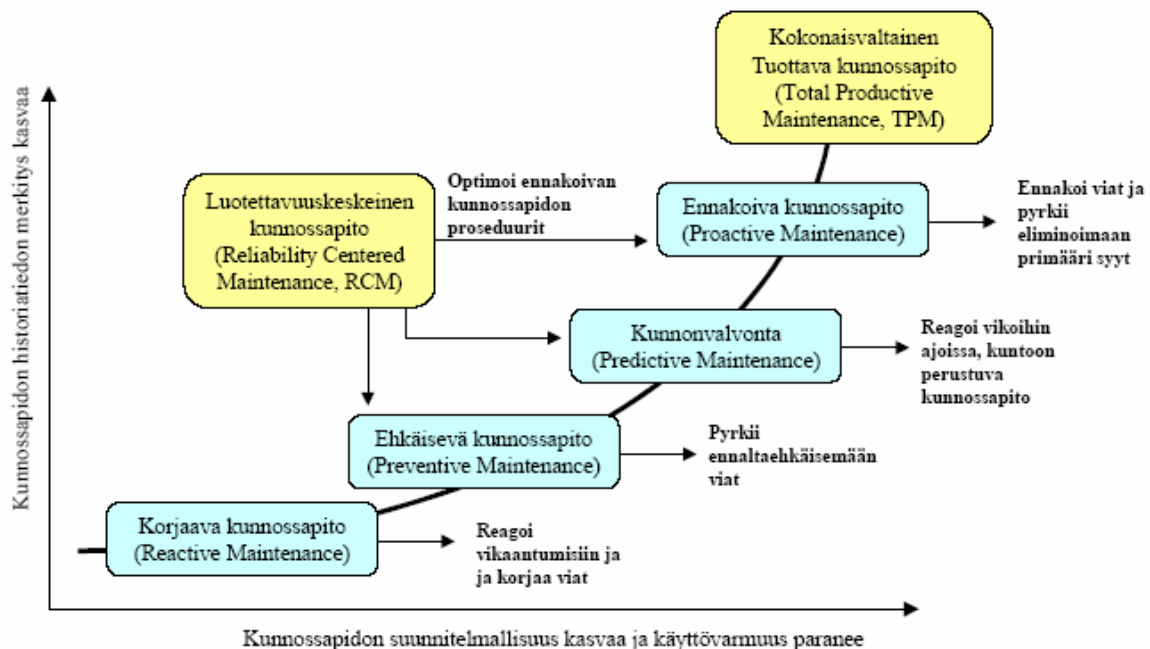 Kokonaisvaltainen
Tuottava kunnossapito
(Total Productive
Maintenance, TPM)
Kunnossapidon historiatiedon merkitys kasvaa
Luotettavuuskeskeinen
kunnossapito
(Reliability Centered
Maintenance, RCM)
Optimoi ennakoivan
kunnossapidon
proseduurit
Ennakoiva kunnossapito
(Proactive Maintenance)
Ennakoi viat ja
pyrkii
eliminoimaan
primääri syyt
Kunnonvalvonta
(Predictive Maintenance)
Reagoi vikoihin
ajoissa, kuntoon
perustuva
kunnossapito
Ehkäisevä kunnossapito
(Preventive Maintenance)
Pyrkii
ennaltaehkäisemään
viat
Korjaava kunnossapito
(Reactive Maintenance)
Reagoi
vikaantumisiin ja
ja korjaa viat
Kunnossapidon suunnitelmallisuus kasvaa ja käyttövarmuus paranee